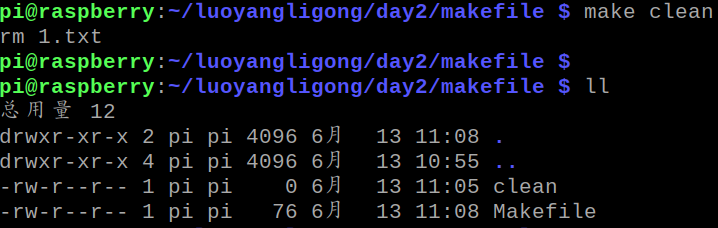 pi@raspberry:~/luoyangligong/day2/makefile $ make clean
rm 1.txt
pi@raspberry:~/luoyangligong/day2/makefile $
pi@raspberry:~/luoyangligong/day2/makefile $ ll
总用量 12
drwxr-xr-x 2 pi pi 4096 6月  13 11:08 .
drwxr-xr-x 4 pi pi 4096 6月  13 10:55 ..
-rw-r--r-- 1 pi pi    0 6月  13 11:05 clean
-rw-r--r-- 1 pi pi   76 6月  13 11:08 Makefile